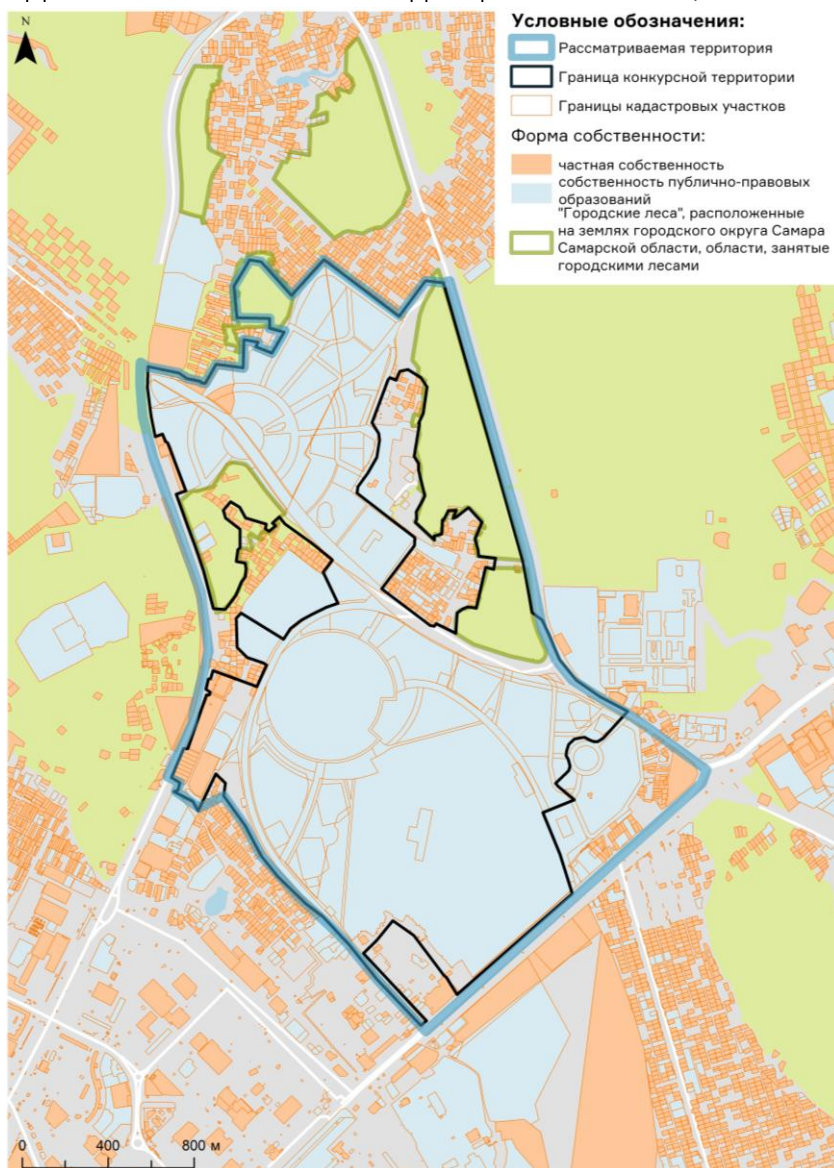 N
Условные обозначения:
Рассматриваемая территория
Граница конкурсной территории
Границы кадастровых участков
Форма собственности:
частная собственность
собственность публично-правовых
образований
"Городские леса", расположенные
на землях городского округа Самара
Самарской области, области, занятые
городскими лесами
0 400 800 м